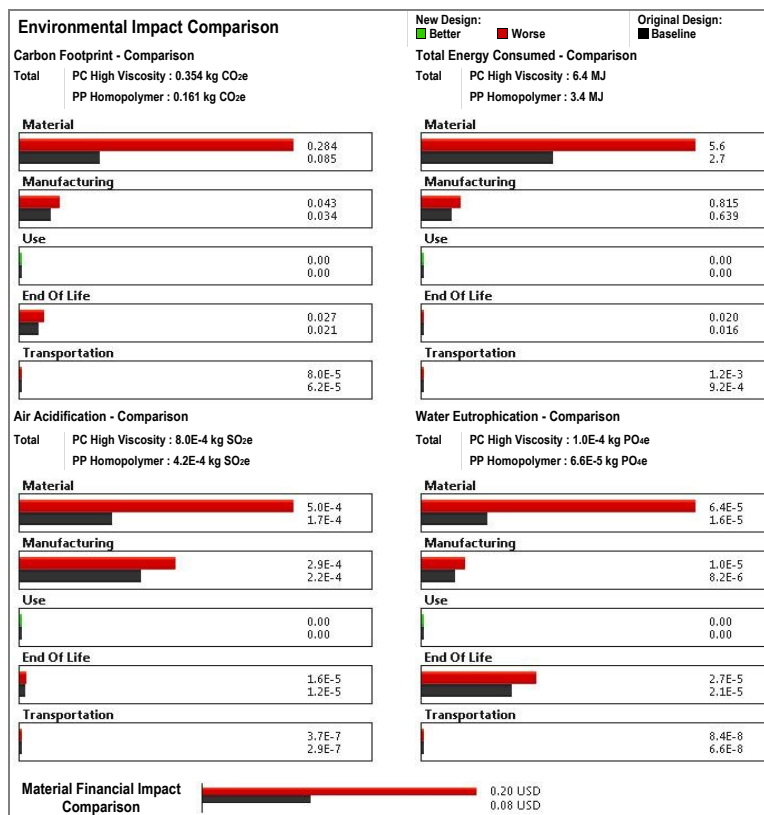 Environmental Impact Comparison
New Design:
Better Worse
Original Design:
Baseline
Carbon Footprint - Comparison
Total PC High Viscosity : 0.354 kg CO2e
PP Homopolymer : 0.161 kg CO2e
Material
0.284
0.085
Manufacturing
0.043
0.034
Use
0.00
0.00
End Of Life
0.027
0.021
Transportation
8.0E-5
6.2E-5
Total Energy Consumed - Comparison
Total PC High Viscosity : 6.4 MJ
PP Homopolymer : 3.4 MJ
Material
5.6
2.7
Manufacturing
0.815
0.639
Use
0.00
0.00
End Of Life
0.020
0.016
Transportation
1.2E-3
9.2E-4
Air Acidification - Comparison
Total PC High Viscosity : 8.0E-4 kg SO2e
PP Homopolymer : 4.2E-4 kg SO2e
Material
5.0E-4
1.7E-4
Manufacturing
2.9E-4
2.2E-4
Use
0.00
0.00
End Of Life
1.6E-5
1.2E-5
Transportation
3.7E-7
2.9E-7
Water Eutrophication - Comparison
Total PC High Viscosity : 1.0E-4 kg PO4e
PP Homopolymer : 6.6E-5 kg PO4e
Material
6.4E-5
1.6E-5
Manufacturing
1.0E-5
8.2E-6
Use
0.00
0.00
End Of Life
2.7E-5
2.1E-5
Transportation
8.4E-8
6.6E-8
Material Financial Impact
Comparison
0.20 USD
0.08 USD